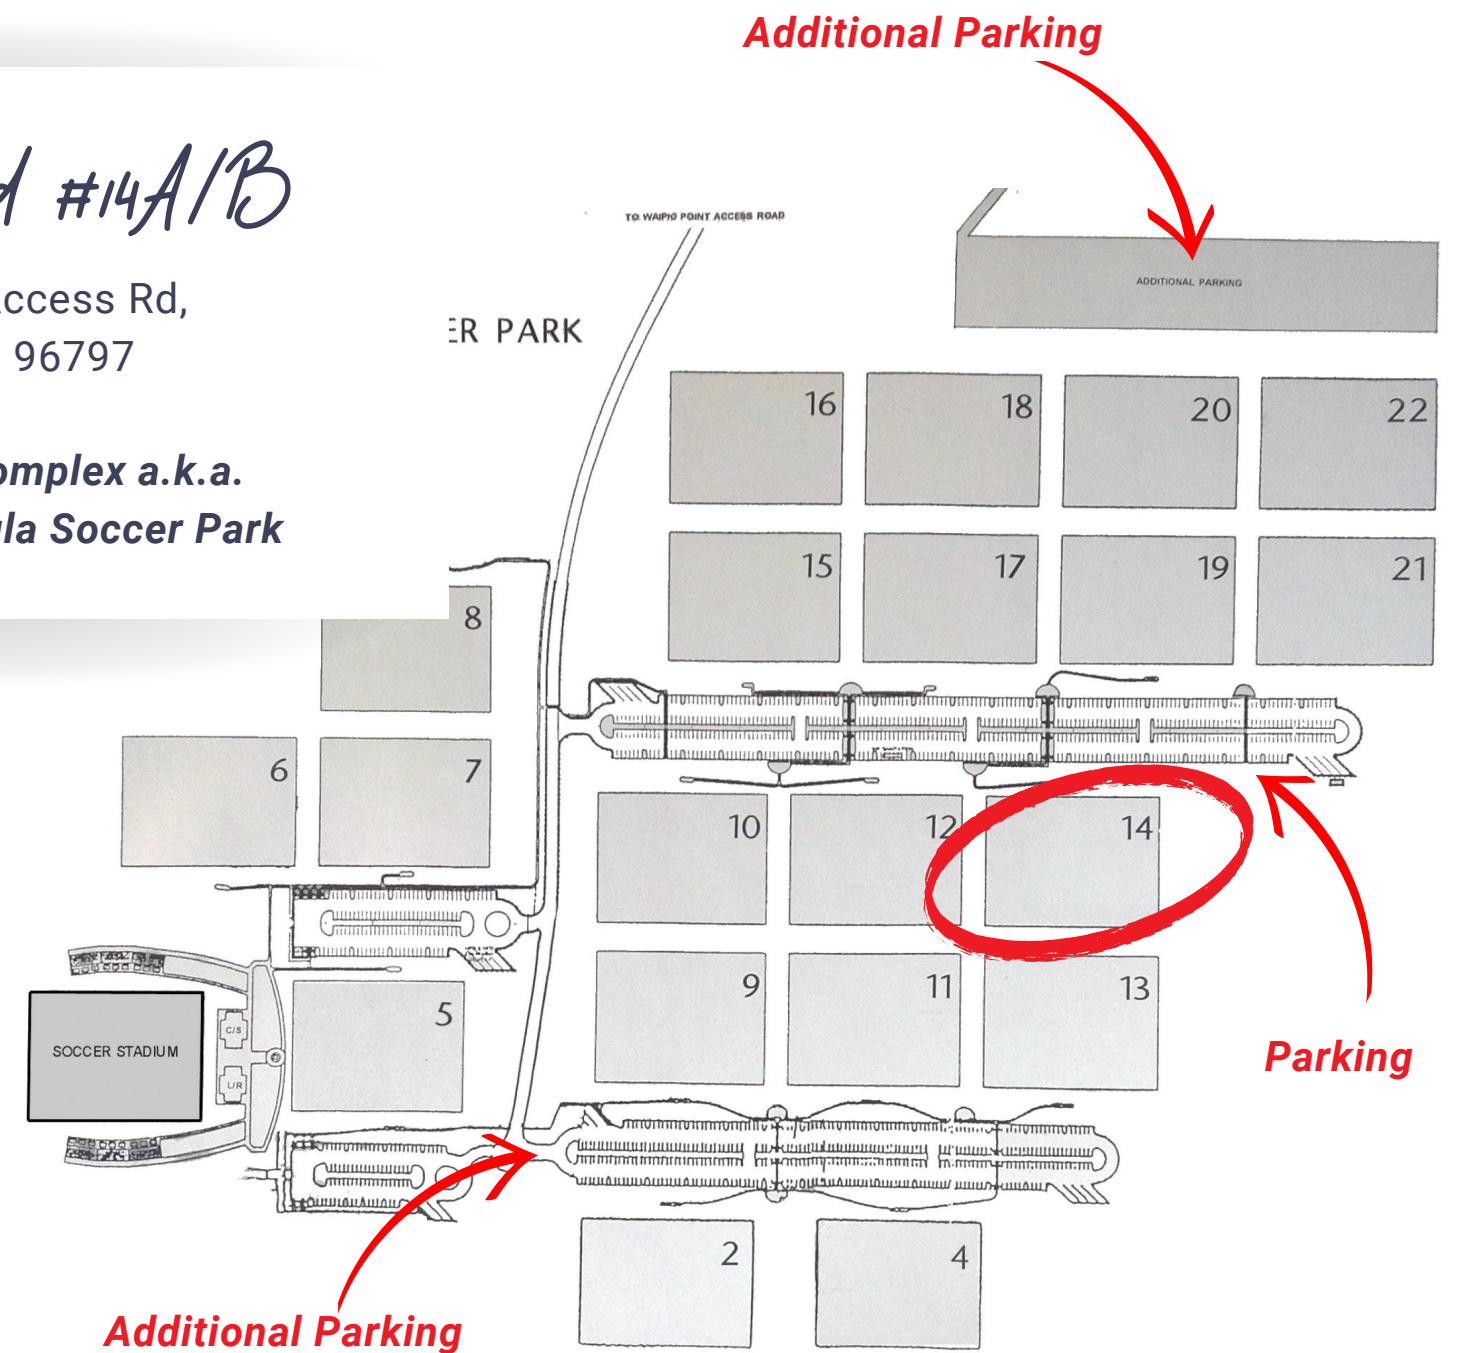 Additional Parking
#14A/B
ccess Rd,
96797
omplex a.k.a.
la Soccer Park
TO WAIPIO POINT ACCESS ROAD
ER PARK
ADDITIONAL PARKING
16
18
20
22
15
17
19
21
8
6
7
10
12
14
9
11
13
5
C/S
L/R
SOCCER STADIUM
Parking
2
4
Additional Parking